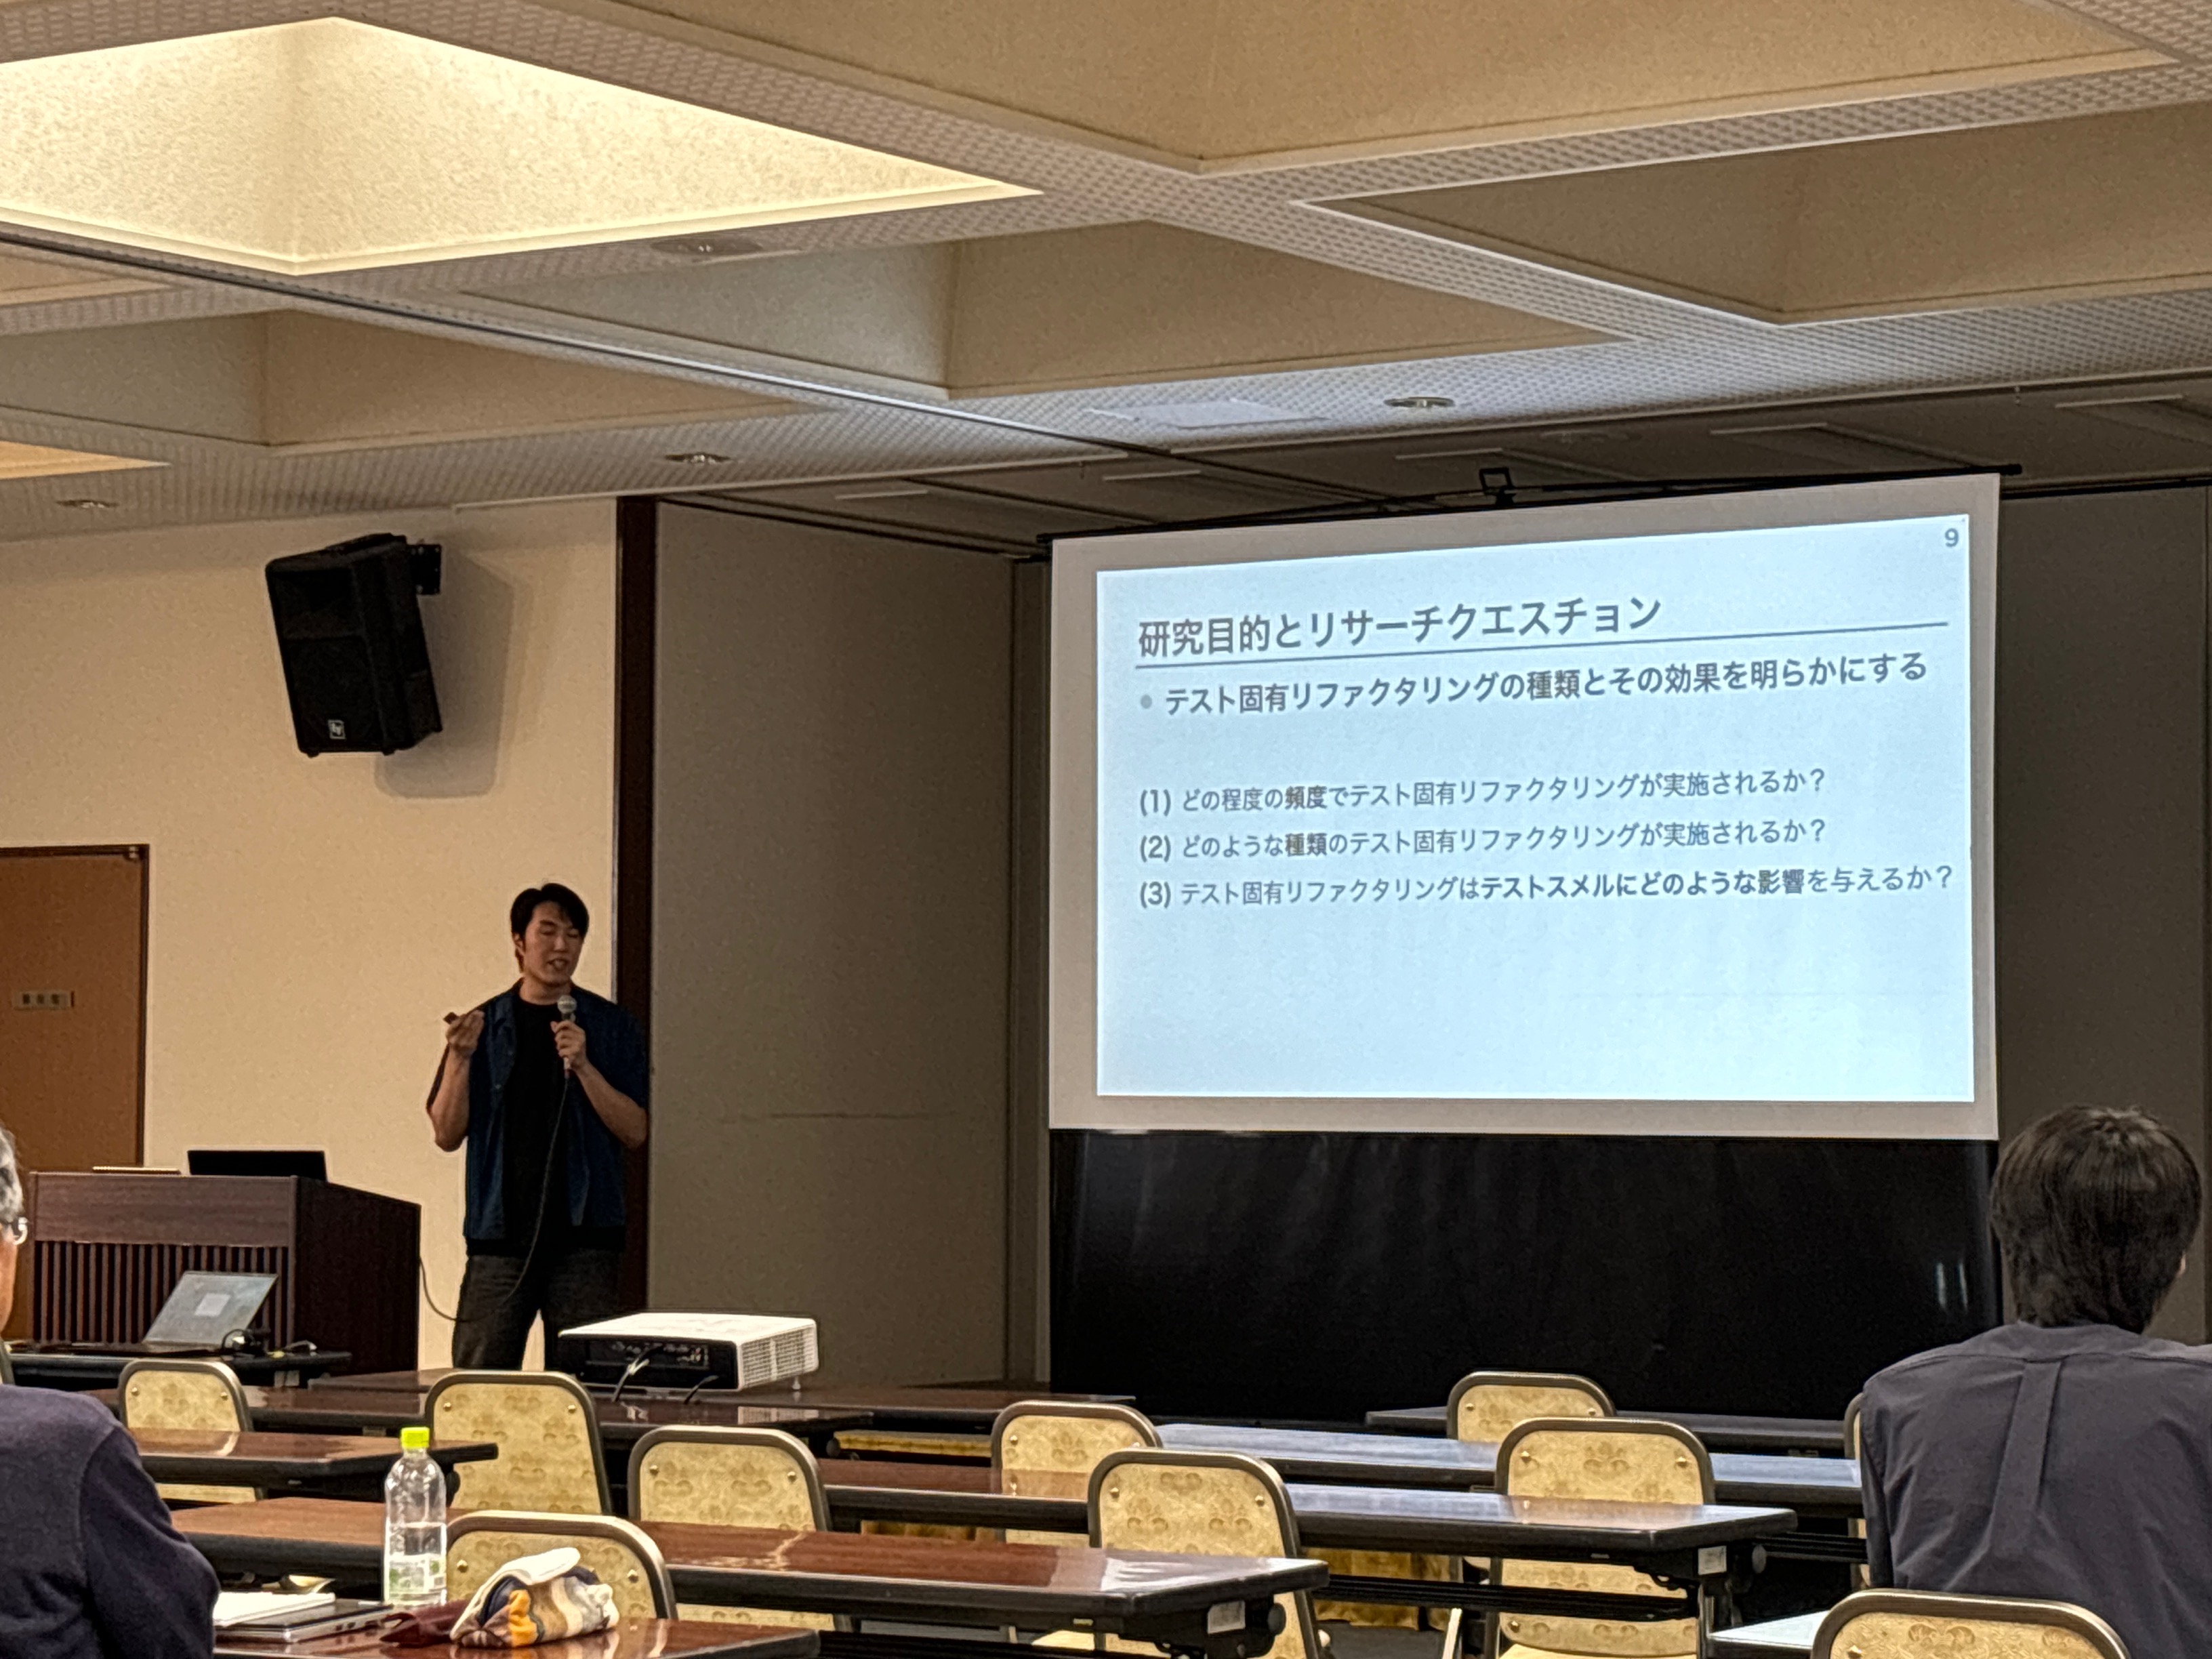 9
研究目的とリサーチクエスチョン
● テスト固有リファクタリングの種類とその効果を明らかにする
(1) どの程度の頻度でテスト固有リファクタリングが実施されるか？
(2) どのような種類のテスト固有リファクタリングが実施されるか？
(3) テスト固有リファクタリングはテストスメルにどのような影響を与えるか？